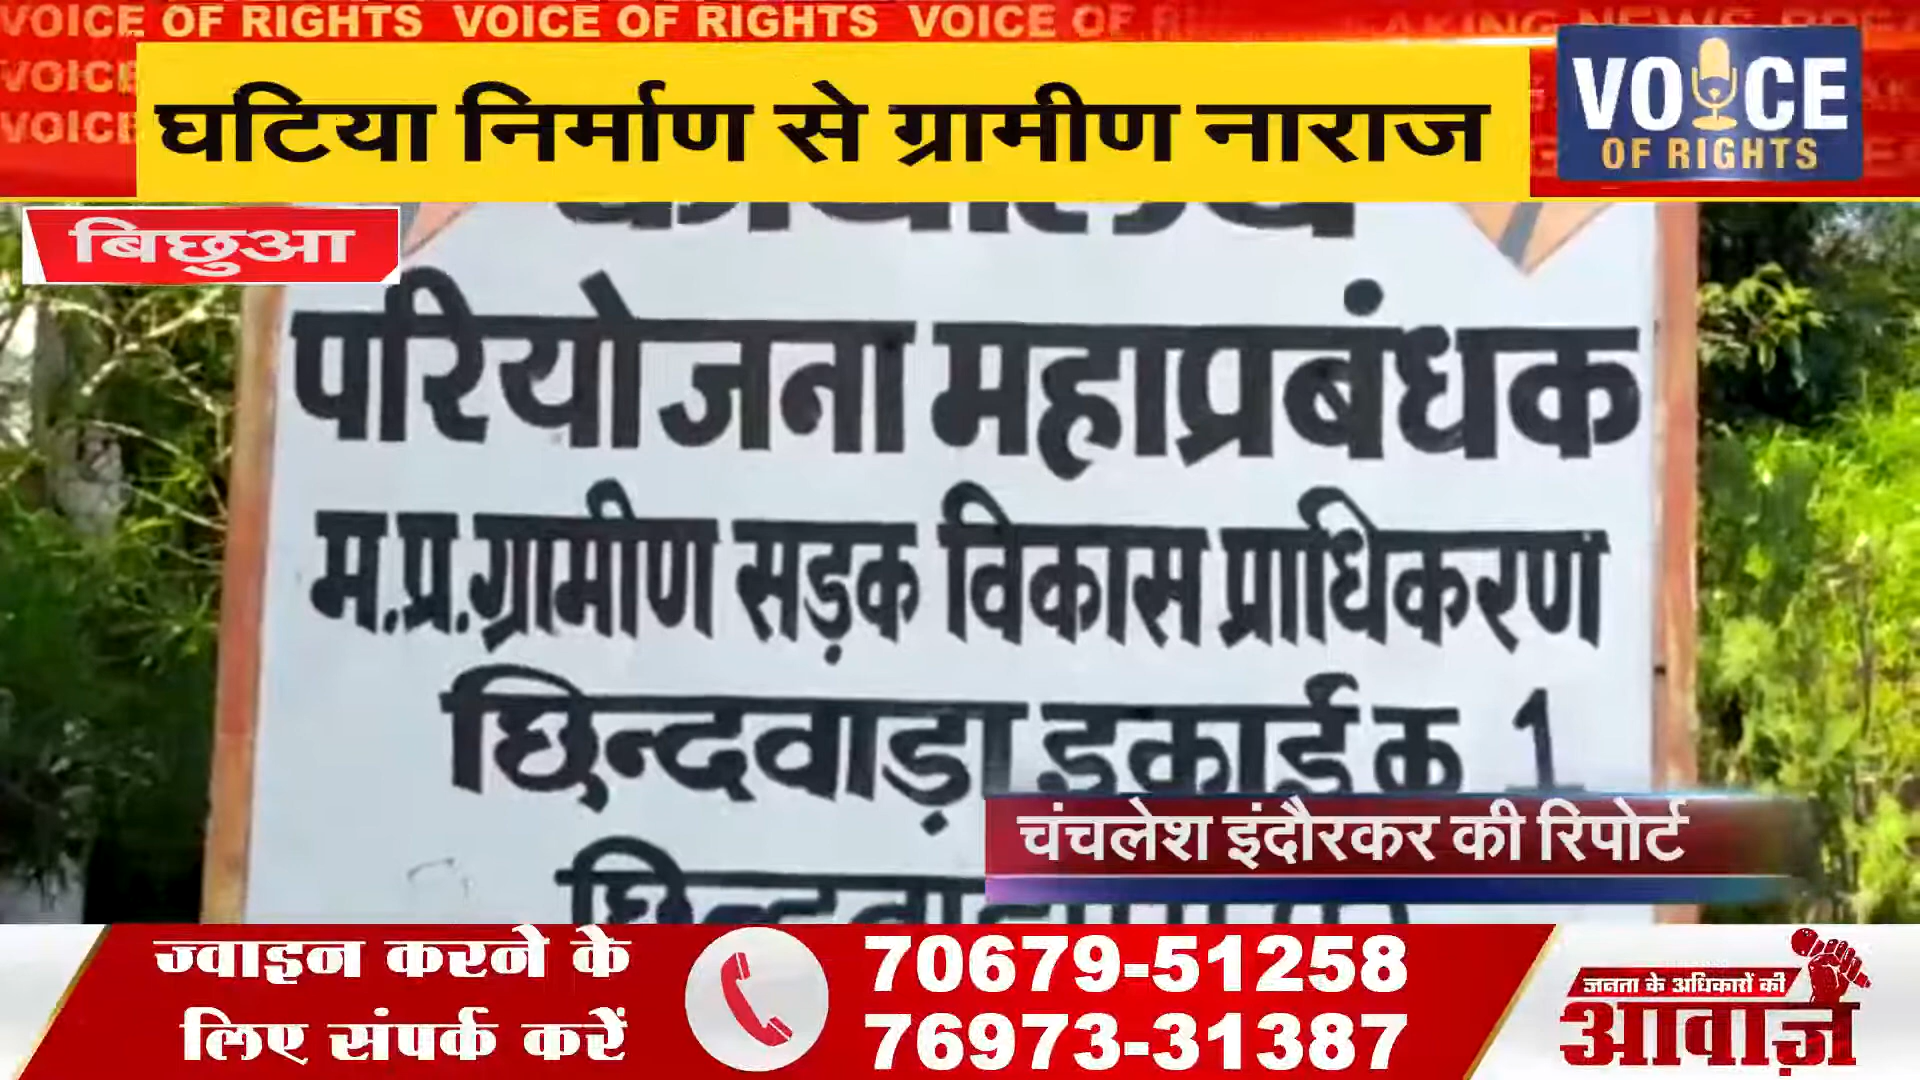 VOICE OF RIGHTS VOICE OF RIGHTS VOICE OF
VOICE
VOICE
घटिया निर्माण से ग्रामीण नाराज
VOICE
OF RIGHTS
बिछुआ
कार्यालय
परियोजना महाप्रबंधक
म.प्र.ग्रामीण सड़क विकास प्राधिकरण
छिन्दवाड़ा इकाई क 1
चंचलेश इंदौरकर की रिपोर्ट
ज्वाइन करने के
लिए संपर्क करें
70679-51258
76973-31387
जनता के अधिकारों की
आवाज़